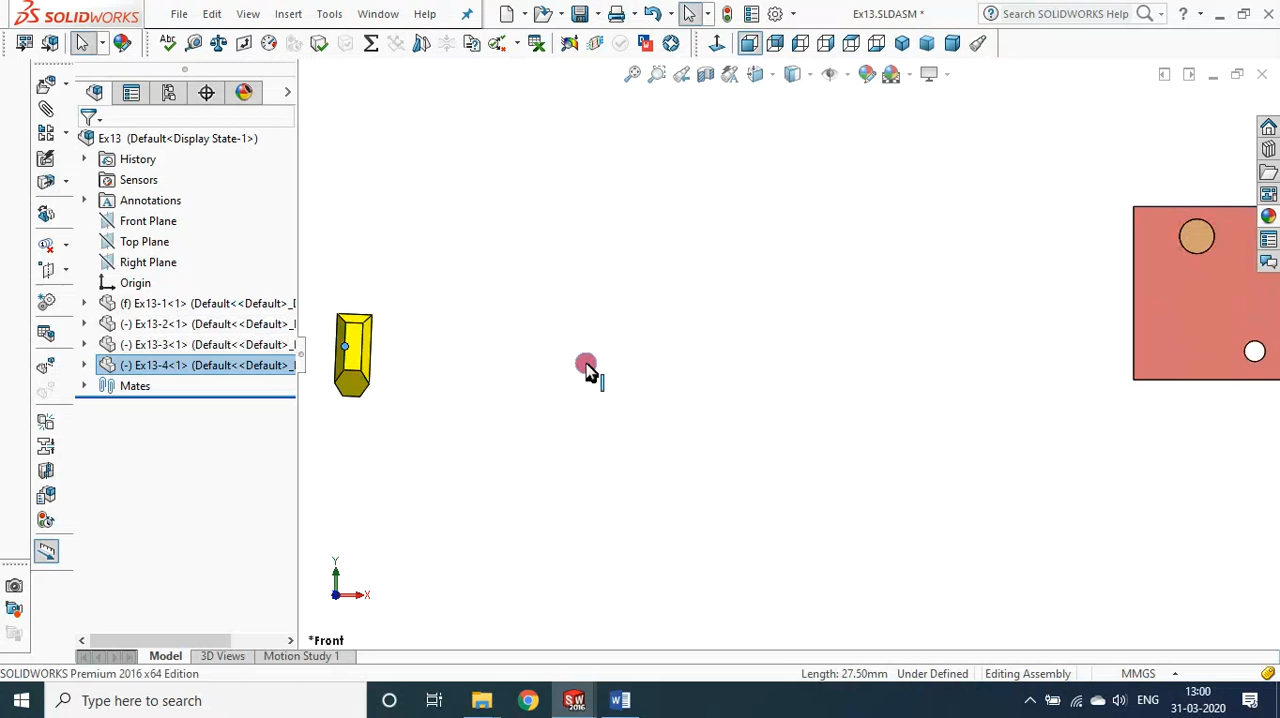 SOLIDWORKS File Edit View Insert Tools Window Help Ex13.SLDASM * Search SOLIDWORKS Help
Ex13 (Default<Display State-1>)
History
Sensors
Annotations
Front Plane
Top Plane
Right Plane
Origin
(f) Ex13-1<1> (Default<<Default>_
(-) Ex13-2<1> (Default<<Default>_
(-) Ex13-3<1> (Default<<Default>_
(-) Ex13-4<1> (Default<<Default>_
Mates
Y
X
*Front
Model 3D Views Motion Study 1
SOLIDWORKS Premium 2016 x64 Edition Length: 27.50mm Under Defined Editing Assembly MMGS
Type here to search ENG 13:00
31-03-2020